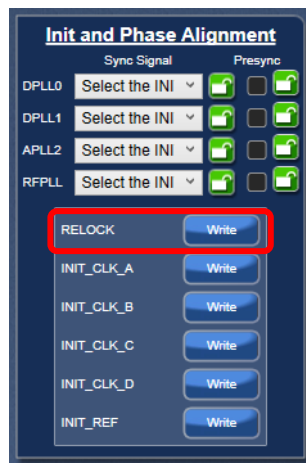 Init and Phase Alignment
Sync Signal Presync
DPLL0 Select the INI
DPLL1 Select the INI
APLL2 Select the INI
RFPLL Select the INI
RELOCK Write
INIT_CLK_A Write
INIT_CLK_B Write
INIT_CLK_C Write
INIT_CLK_D Write
INIT_REF Write